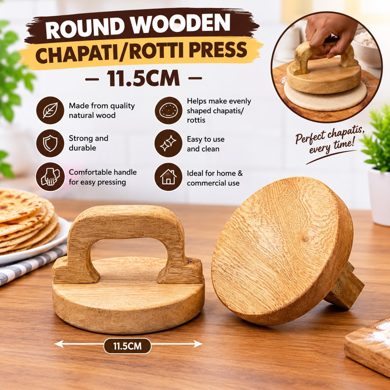 ROUND WOODEN
CHAPATI/ROTTI PRESS
— 11.5CM —
Made from quality
natural wood
Strong and
durable
Comfortable handle
for easy pressing
Helps make evenly
shaped chapatis/
rottis
Easy to use
and clean
Ideal for home &
commercial use
Perfect chapatis,
every time!
11.5CM